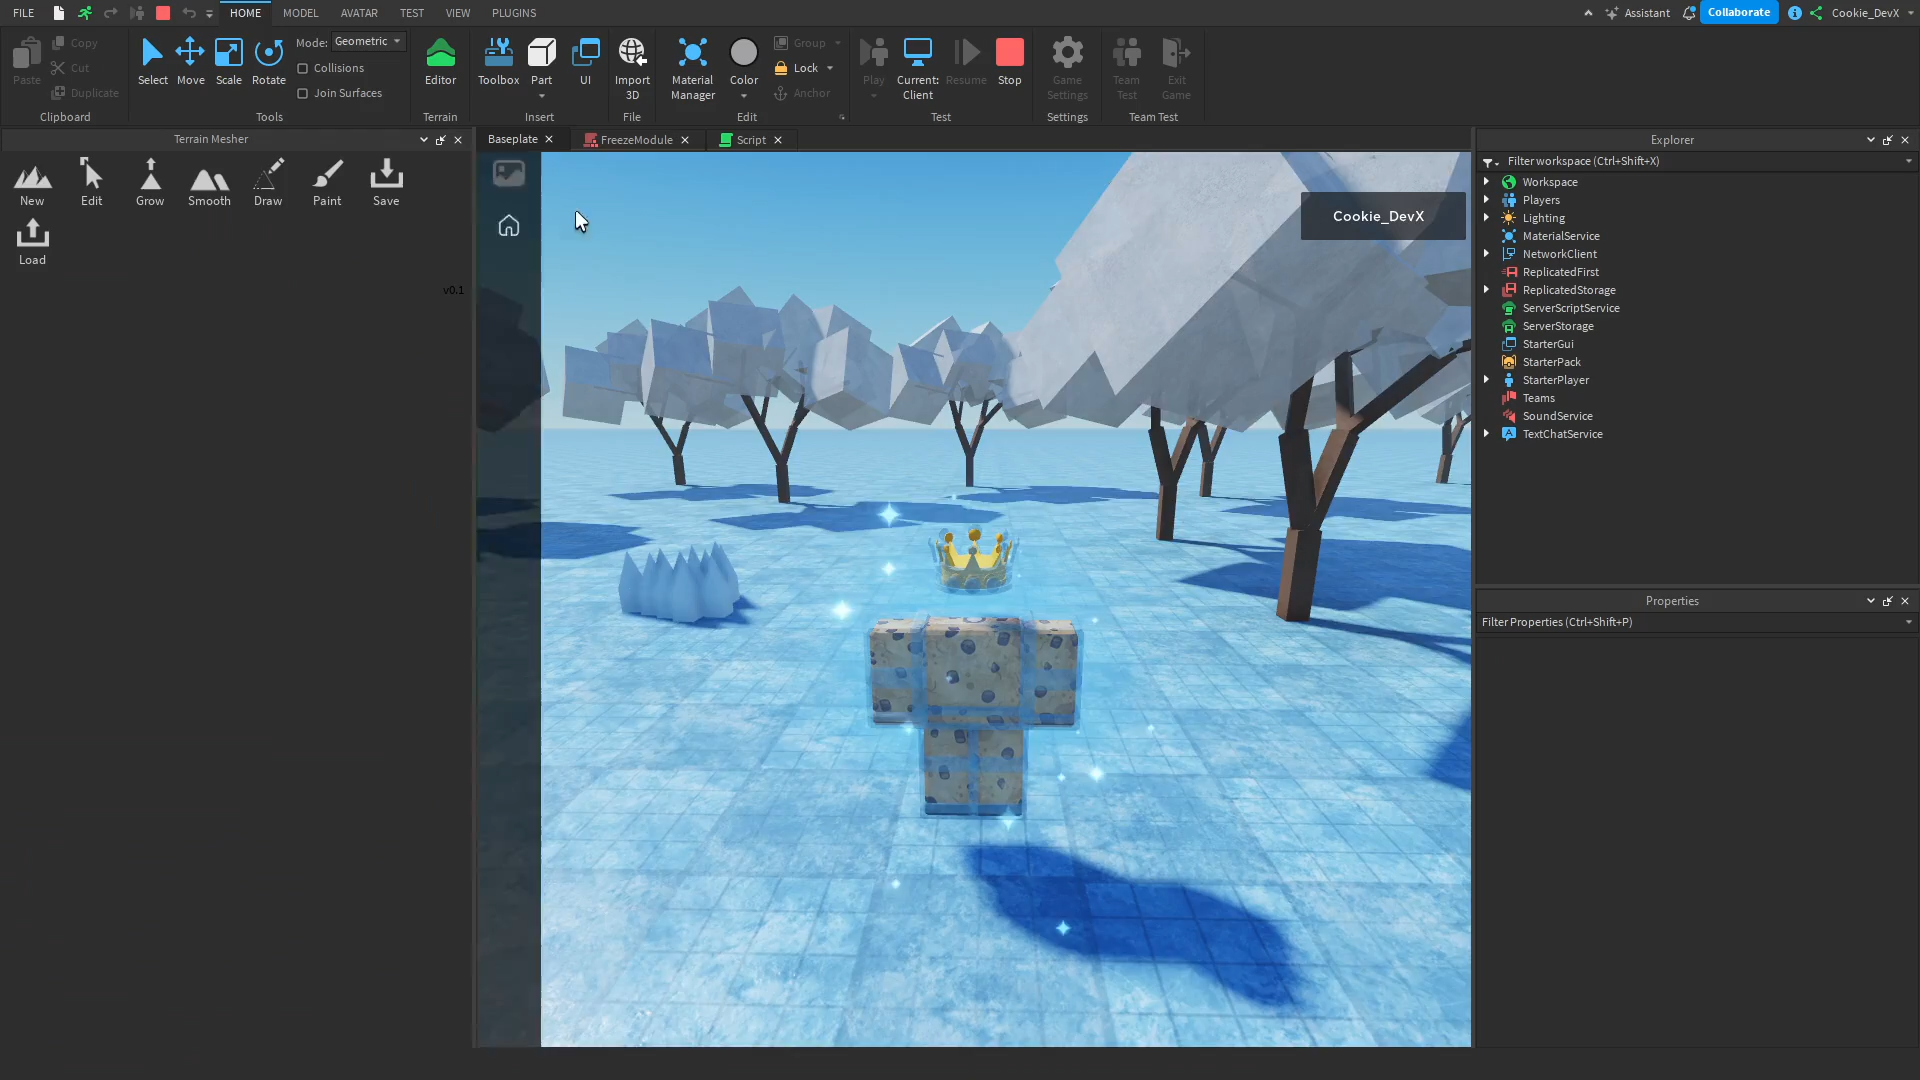 FILE HOME MODEL AVATAR TEST VIEW PLUGINS Assistant Collaborate Cookie_DevX
Paste Copy Cut Duplicate Clipboard
Select Move Scale Rotate Mode: Geometric Collisions Join Surfaces Tools
Editor Terrain
Toolbox Part UI Insert
Import 3D File
Material Manager Color Group Lock Anchor Edit
Play Current: Client Resume Stop Test
Game Settings Settings
Team Test Exit Game Team Test
Terrain Mesher
New Edit Grow Smooth Draw Paint Save
Load
v0.1
Baseplate FreezeModule Script
Cookie_DevX
Explorer
Filter workspace (Ctrl+Shift+X)
Workspace
Players
Lighting
MaterialService
NetworkClient
ReplicatedFirst
ReplicatedStorage
ServerScriptService
ServerStorage
StarterGui
StarterPack
StarterPlayer
Teams
SoundService
TextChatService
Properties
Filter Properties (Ctrl+Shift+P)